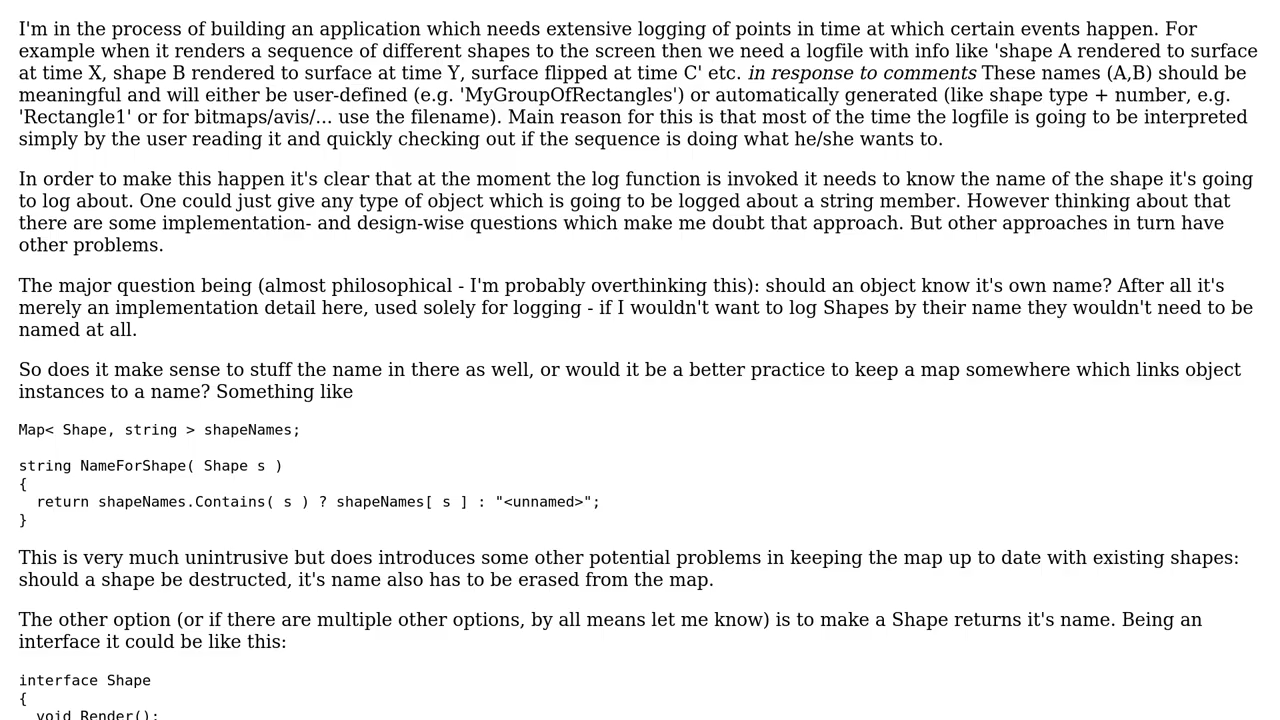 I'm in the process of building an application which needs extensive logging of points in time at which certain events happen. For
example when it renders a sequence of different shapes to the screen then we need a logfile with info like 'shape A rendered to surface
at time X, shape B rendered to surface at time Y, surface flipped at time C' etc. in response to comments These names (A,B) should be
meaningful and will either be user-defined (e.g. 'MyGroupOfRectangles') or automatically generated (like shape type + number, e.g.
'Rectangle1' or for bitmaps/avis/... use the filename). Main reason for this is that most of the time the logfile is going to be interpreted
simply by the user reading it and quickly checking out if the sequence is doing what he/she wants to.
In order to make this happen it's clear that at the moment the log function is invoked it needs to know the name of the shape it's going
to log about. One could just give any type of object which is going to be logged about a string member. However thinking about that
there are some implementation- and design-wise questions which make me doubt that approach. But other approaches in turn have
other problems.
The major question being (almost philosophical - I'm probably overthinking this): should an object know it's own name? After all it's
merely an implementation detail here, used solely for logging - if I wouldn't want to log Shapes by their name they wouldn't need to be
named at all.
So does it make sense to stuff the name in there as well, or would it be a better practice to keep a map somewhere which links object
instances to a name? Something like
Map< Shape, string > shapeNames;
string NameForShape( Shape s )
{
  return shapeNames.Contains( s ) ? shapeNames[ s ] : "<unnamed>";
}
This is very much unintrusive but does introduces some other potential problems in keeping the map up to date with existing shapes:
should a shape be destructed, it's name also has to be erased from the map.
The other option (or if there are multiple other options, by all means let me know) is to make a Shape returns it's name. Being an
interface it could be like this:
interface Shape
{
  void Render();